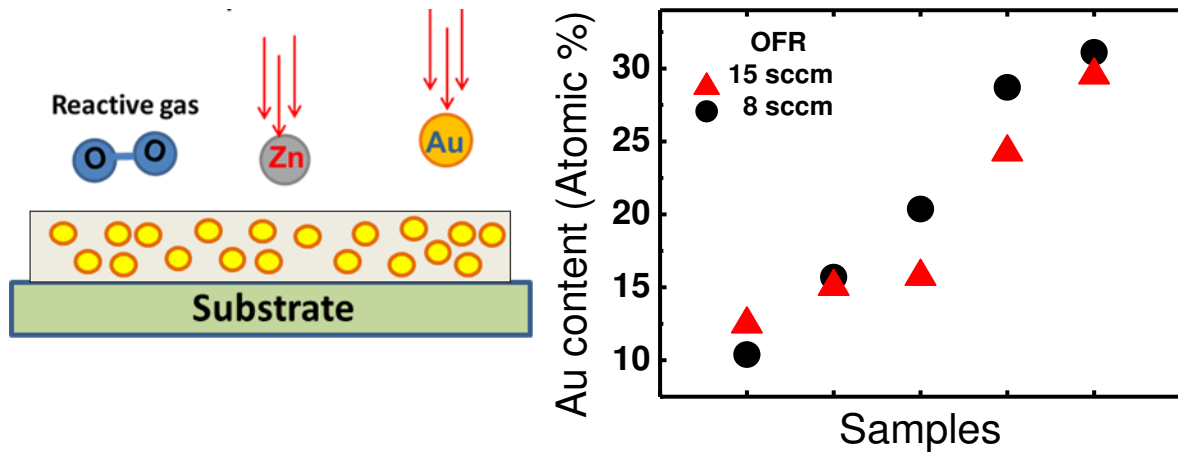 Reactive gas
O O
Zn
Au
Substrate
OFR
15 sccm
8 sccm
Au content (Atomic %)
30
25
20
15
10
Samples